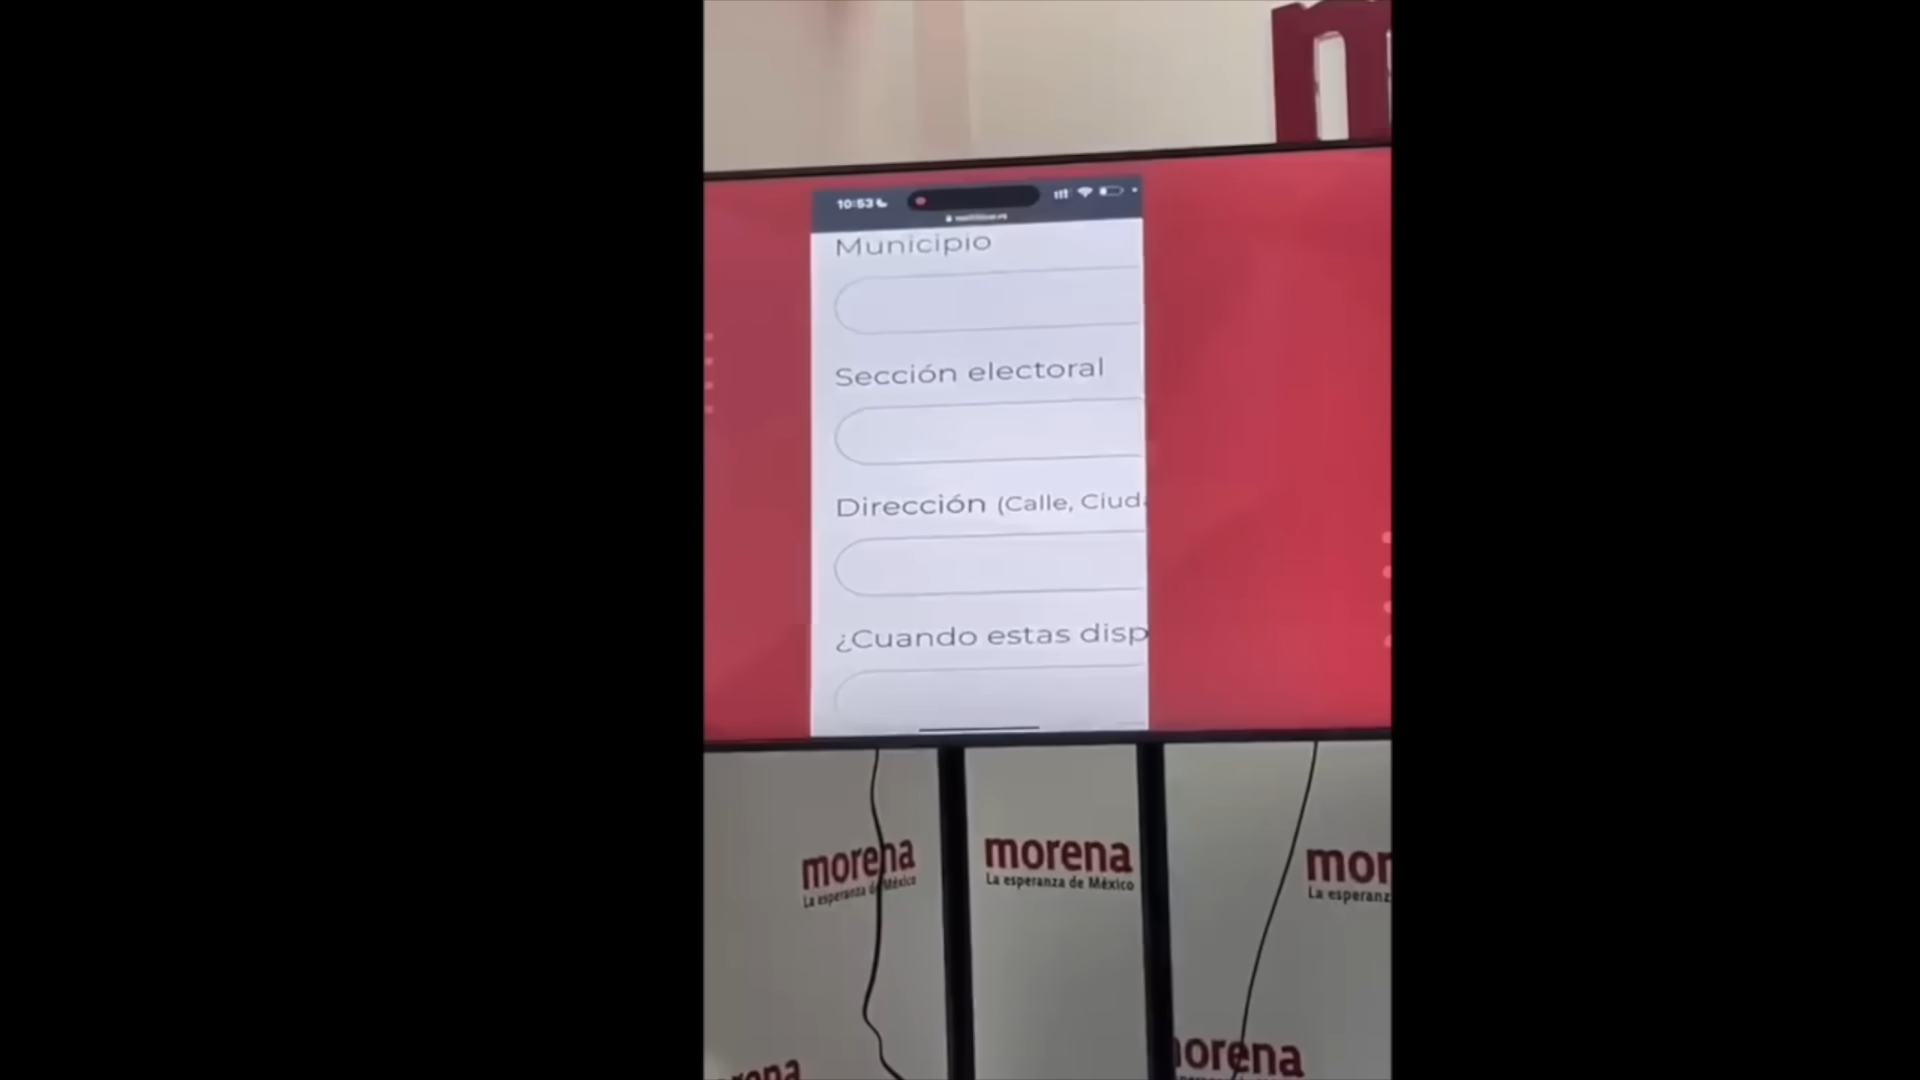 m
10:53
Municipio
Sección electoral
Dirección (Calle, Ciud
¿Cuando estas disp
morena
La esperanza de México
morena
La esperanza de México
mor
La esperanz
orena
orena